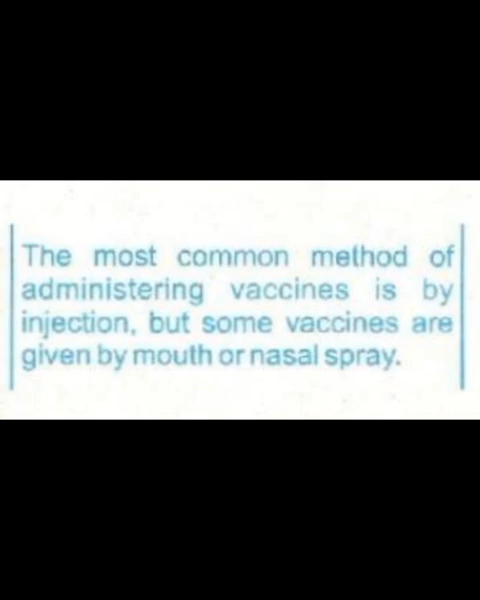 The most common method of
administering vaccines is by
injection, but some vaccines are
given by mouth or nasal spray.